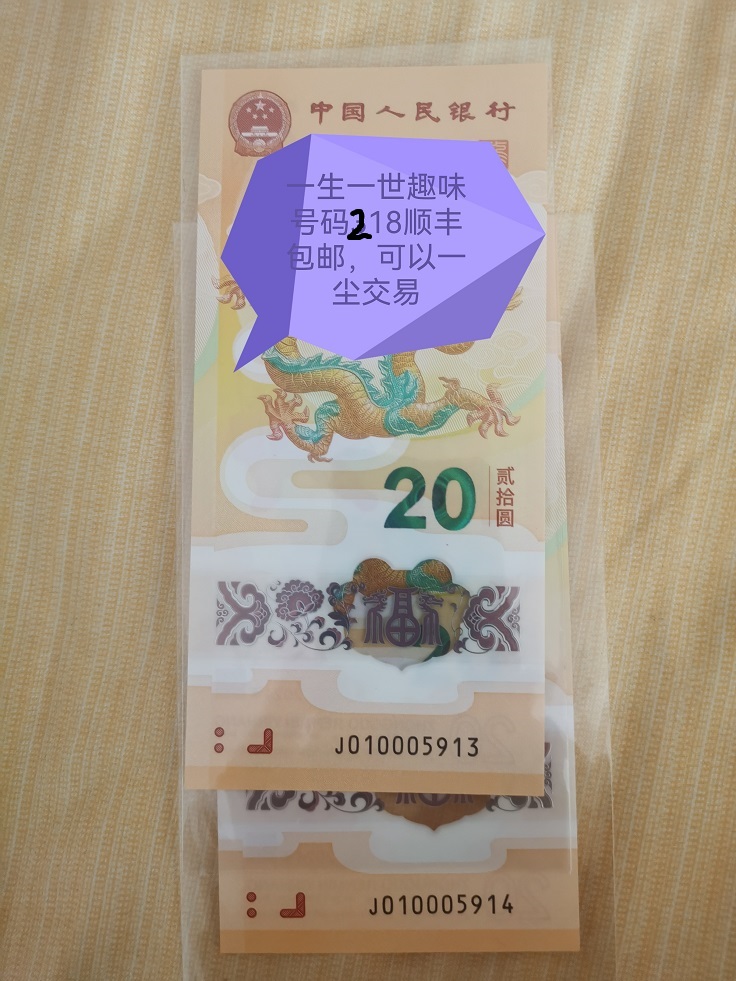 中国人民银行
一生一世趣味
号码218顺丰
包邮，可以一
尘交易
20
贰拾圆
福
J010005913
J010005914